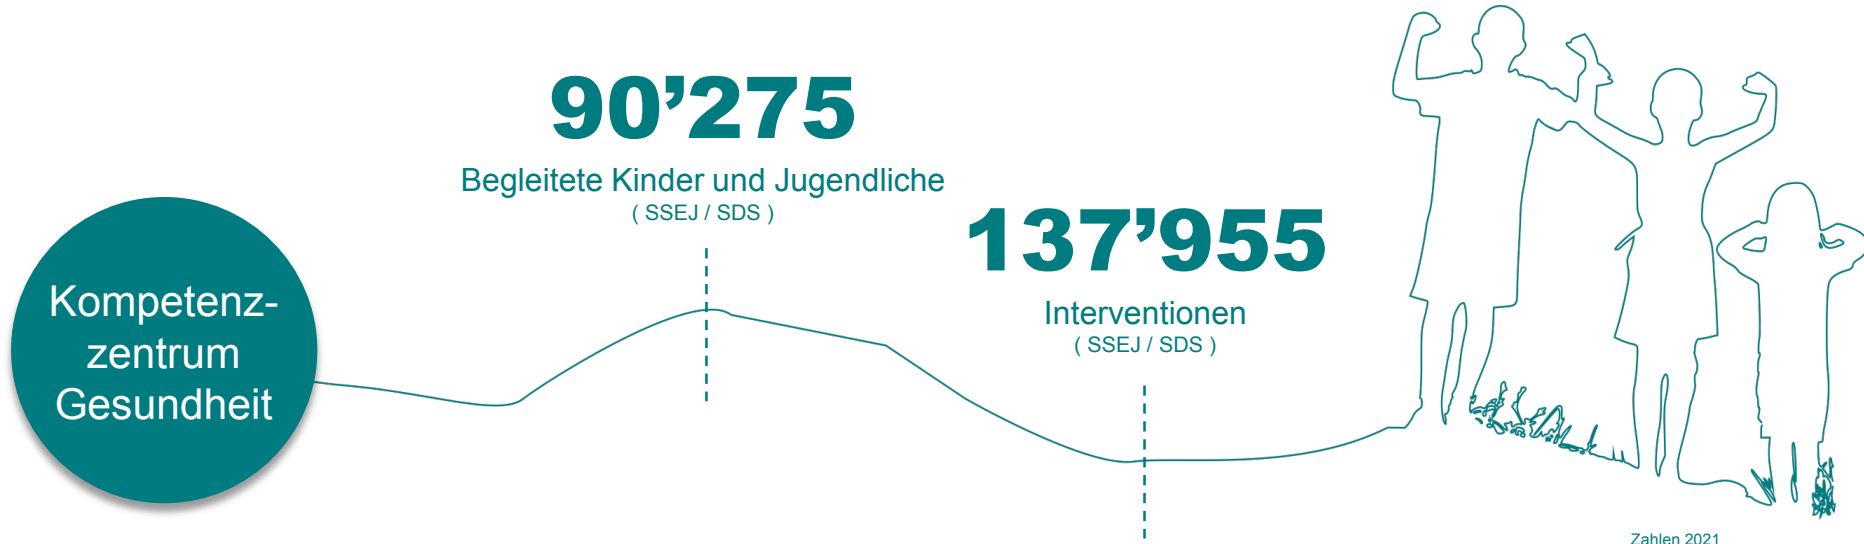 90’275
Begleitete Kinder und Jugendliche
( SSEJ / SDS )
137’955
Interventionen
( SSEJ / SDS )
Kompetenz-
zentrum
Gesundheit
Zahlen 2021